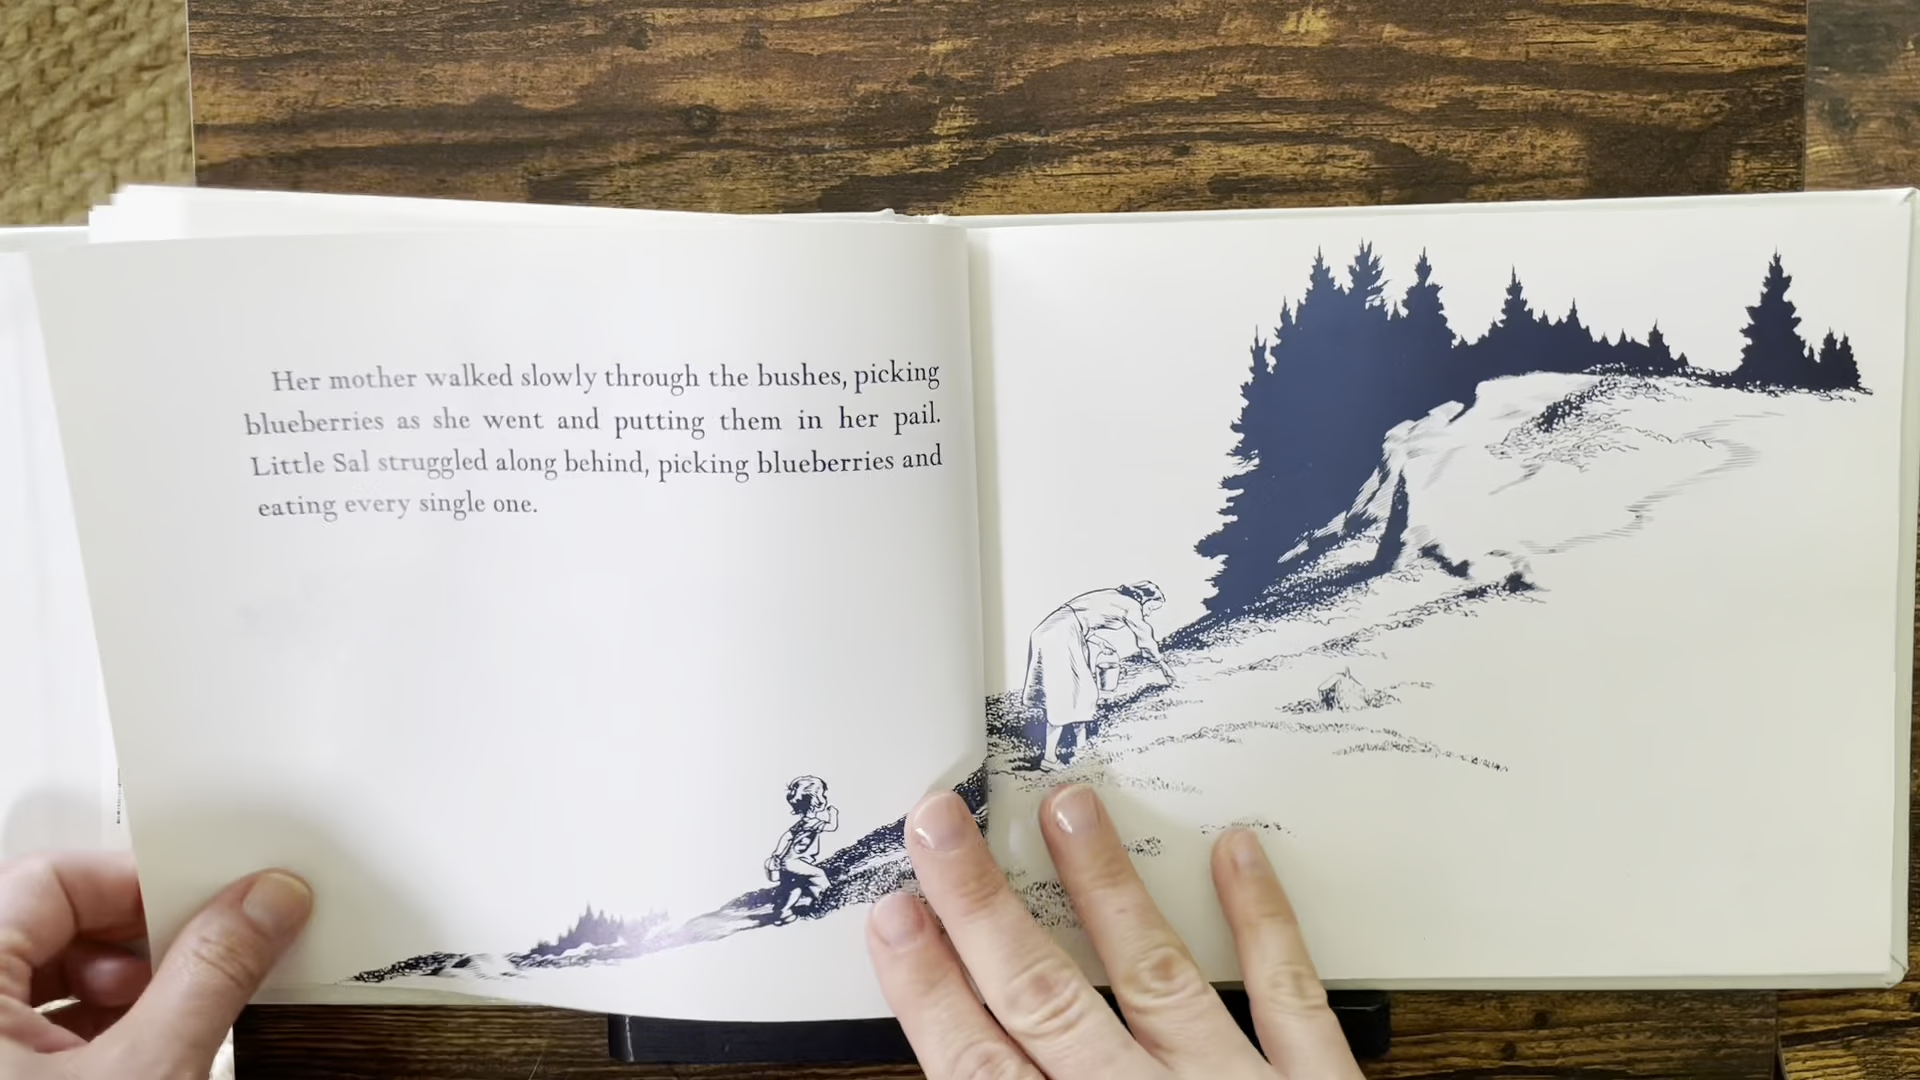 Her mother walked slowly through the bushes, picking
blueberries as she went and putting them in her pail.
Little Sal struggled along behind, picking blueberries and
eating every single one.